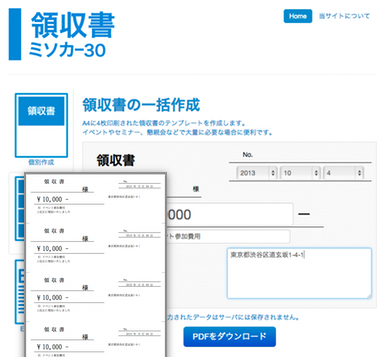 領収書
ミソカ-30
Home
当サイトについて
領収書
個別作成
領収書の一括作成
A4に4枚印刷された領収書のテンプレートを作成します。
イベントやセミナー、懇親会などで大量に必要な場合に便利です。
領収書
No.
2013
10
4
様
000
ト参加費用
東京都渋谷区道玄坂1-4-1
力されたデータはサーバには保存されません。
PDFをダウンロード
領 収 書
様
¥10,000 -
領 収 書
様
¥10,000 -
領 収 書
様
¥10,000 -
領 収 書
様
¥10,000 -